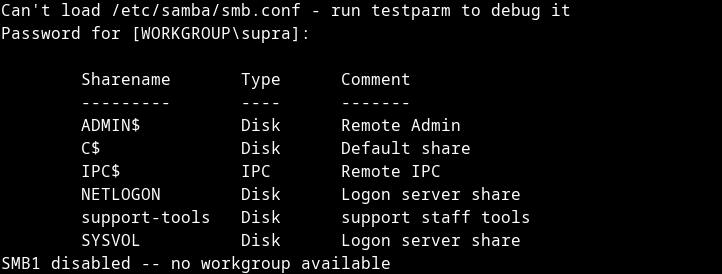 Can't load /etc/samba/smb.conf - run testparm to debug it
Password for [WORKGROUP\supra]:
Sharename Type Comment
--------- ---- -------
ADMIN$ Disk Remote Admin
C$ Disk Default share
IPC$ IPC Remote IPC
NETLOGON Disk Logon server share
support-tools Disk support staff tools
SYSVOL Disk Logon server share
SMB1 disabled -- no workgroup available